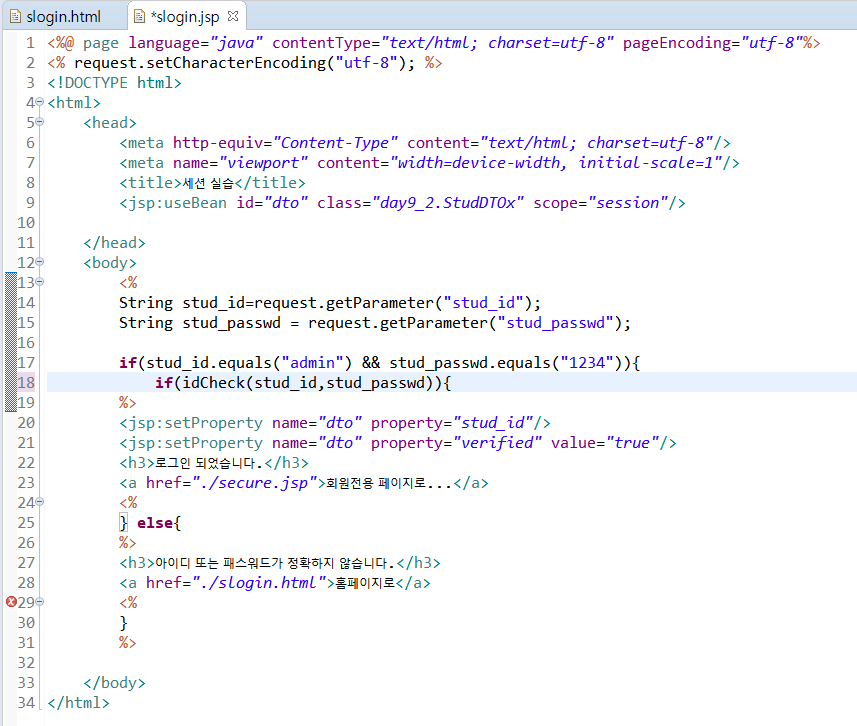 slogin.html
*slogin.jsp
1 <%@ page language="java" contentType="text/html; charset=utf-8" pageEncoding="utf-8"%>
2 <% request.setCharacterEncoding("utf-8"); %>
3 <!DOCTYPE html>
4 <html>
5     <head>
6         <meta http-equiv="Content-Type" content="text/html; charset=utf-8"/>
7         <meta name="viewport" content="width=device-width, initial-scale=1"/>
8         <title>세션 실습</title>
9         <jsp:useBean id="dto" class="day9_2.StudDTOx" scope="session"/>
10
11     </head>
12     <body>
13         <%
14         String stud_id=request.getParameter("stud_id");
15         String stud_passwd = request.getParameter("stud_passwd");
16
17         if(stud_id.equals("admin") && stud_passwd.equals("1234")){
18             if(idCheck(stud_id,stud_passwd)){
19         %>
20         <jsp:setProperty name="dto" property="stud_id"/>
21         <jsp:setProperty name="dto" property="verified" value="true"/>
22         <h3>로그인 되었습니다.</h3>
23         <a href="./secure.jsp">회원전용 페이지로...</a>
24         <%
25         } else{
26         %>
27         <h3>아이디 또는 패스워드가 정확하지 않습니다.</h3>
28         <a href="./slogin.html">홈페이지로</a>
29         <%
30         }
31         %>
32
33     </body>
34 </html>